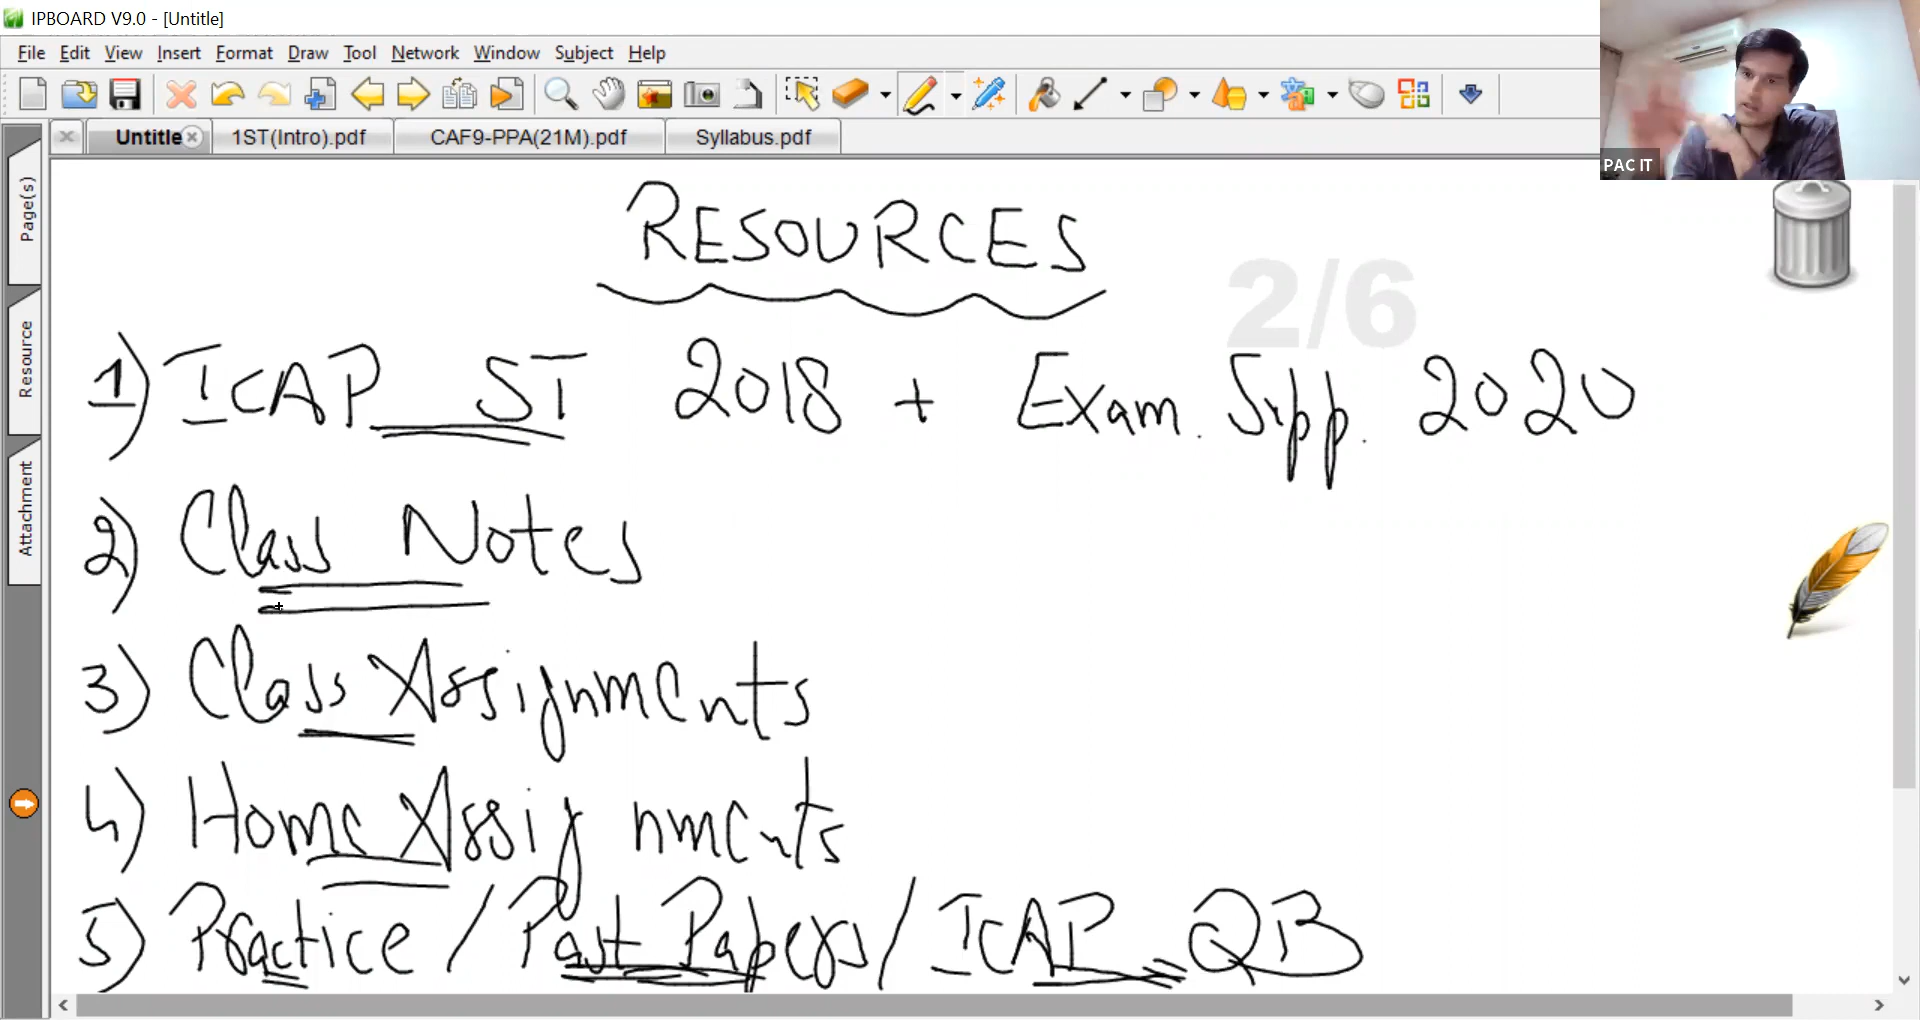 IPBOARD V9.0 - [Untitle]
File Edit View Insert Format Draw Tool Network Window Subject Help
Untitle 1ST(Intro).pdf CAF9-PPA(21M).pdf Syllabus.pdf
PAC IT
Page(s)
Resource
Attachment
RESOURCES
2/6
1) ICAP ST 2018 + Exam. Supp. 2020
2) Class Notes
3) Class Assignments
4) Home Assignments
5) Practice / Past Papers / ICAP QB